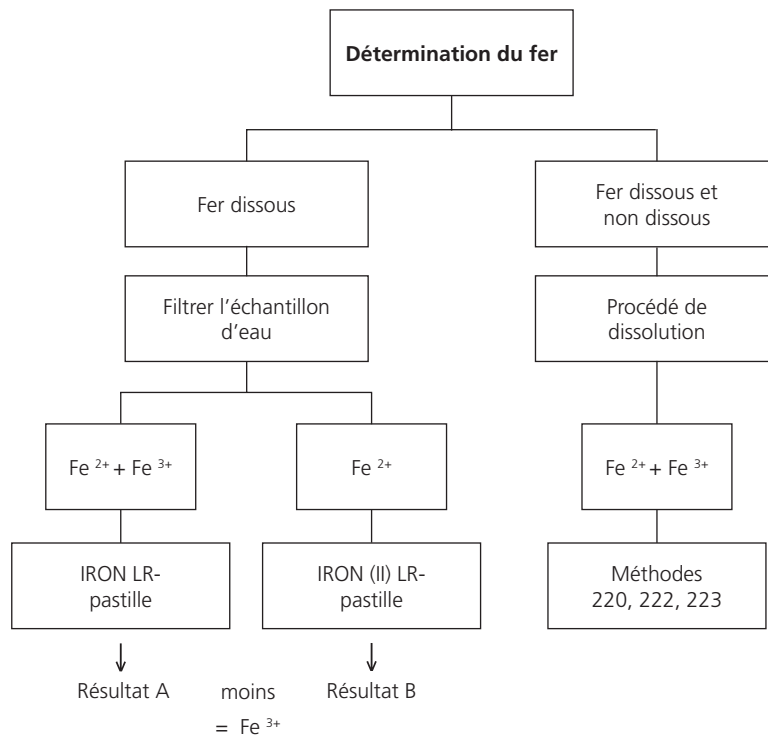 Détermination du fer
Fer dissous
Fer dissous et
non dissous
Filtrer l'échantillon
d'eau
Procédé de
dissolution
Fe 2+ + Fe 3+
Fe 2+
Fe 2+ + Fe 3+
IRON LR-
pastille
IRON (II) LR-
pastille
Méthodes
220, 222, 223
Résultat A moins Résultat B
= Fe 3+